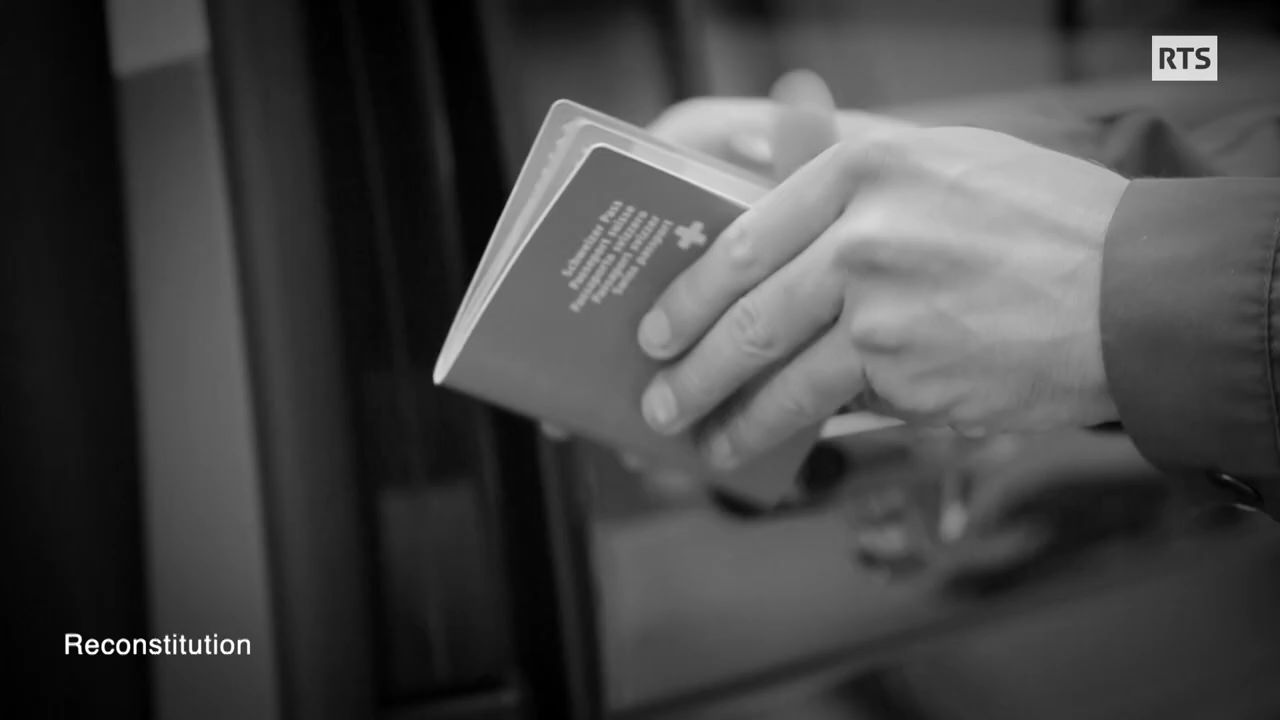 RTS
Schweizer Pass
Passeport suisse
Passaporto svizzero
Passaport svizzer
Swiss passport
Reconstitution